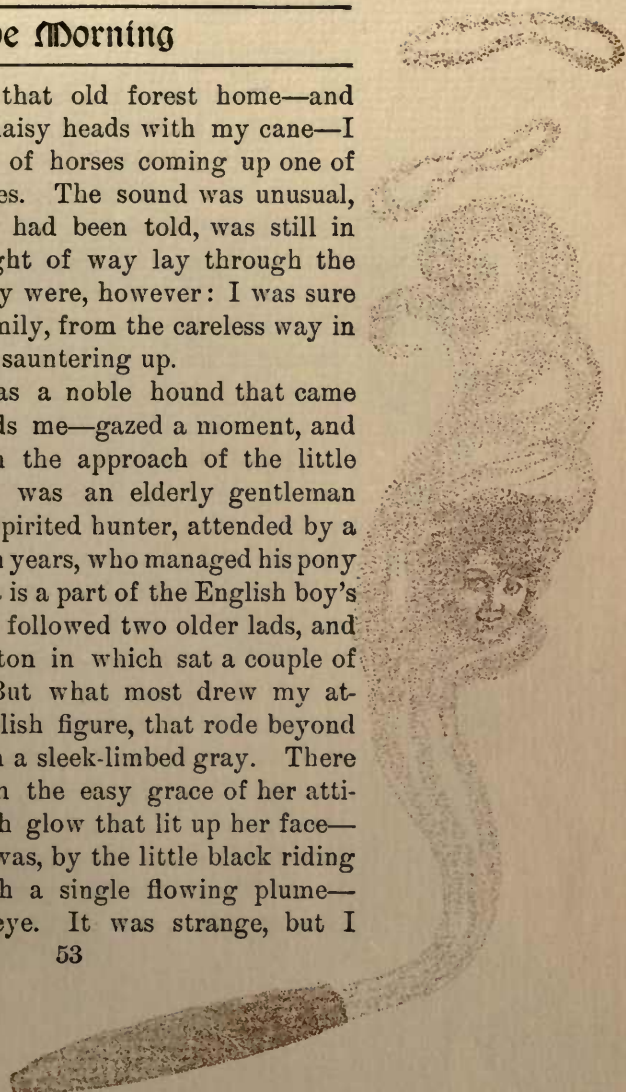 e Morning
that old forest home—and
aisy heads with my cane—I
of horses coming up one of
es. The sound was unusual,
had been told, was still in
ght of way lay through the
y were, however: I was sure
mily, from the careless way in
sauntering up.
as a noble hound that came
ds me—gazed a moment, and
the approach of the little
was an elderly gentleman
spirited hunter, attended by a
years, who managed his pony
is a part of the English boy's
followed two older lads, and
ton in which sat a couple of
But what most drew my at-
lish figure, that rode beyond
a sleek-limbed gray. There
the easy grace of her atti-
h glow that lit up her face—
was, by the little black riding
h a single flowing plume—
eye. It was strange, but I
53